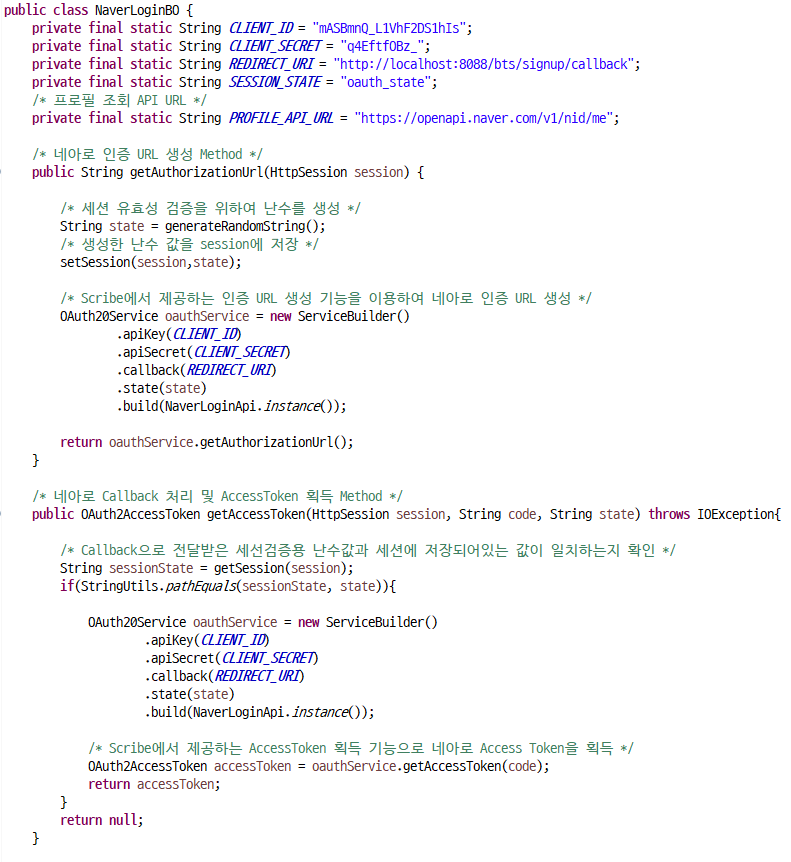 public class NaverLoginBO {
private final static String CLIENT_ID = "mASBmnQ_L1VhF2DS1hIs";
private final static String CLIENT_SECRET = "q4EftfOBz_";
private final static String REDIRECT_URI = "http://localhost:8088/bts/signup/callback";
private final static String SESSION_STATE = "oauth_state";
/* 프로필 조회 API URL */
private final static String PROFILE_API_URL = "https://openapi.naver.com/v1/nid/me";
/* 네아로 인증 URL 생성 Method */
public String getAuthorizationUrl(HttpSession session) {
/* 세션 유효성 검증을 위하여 난수를 생성 */
String state = generateRandomString();
/* 생성한 난수 값을 session에 저장 */
setSession(session,state);
/* Scribe에서 제공하는 인증 URL 생성 기능을 이용하여 네아로 인증 URL 생성 */
OAuth20Service oauthService = new ServiceBuilder()
.apiKey(CLIENT_ID)
.apiSecret(CLIENT_SECRET)
.callback(REDIRECT_URI)
.state(state)
.build(NaverLoginApi.instance());
return oauthService.getAuthorizationUrl();
}
/* 네아로 Callback 처리 및 AccessToken 획득 Method */
public OAuth2AccessToken getAccessToken(HttpSession session, String code, String state) throws IOException{
/* Callback으로 전달받은 세선검증용 난수값과 세션에 저장되어있는 값이 일치하는지 확인 */
String sessionState = getSession(session);
if(StringUtils.pathEquals(sessionState, state)){
OAuth20Service oauthService = new ServiceBuilder()
.apiKey(CLIENT_ID)
.apiSecret(CLIENT_SECRET)
.callback(REDIRECT_URI)
.state(state)
.build(NaverLoginApi.instance());
/* Scribe에서 제공하는 AccessToken 획득 기능으로 네아로 Access Token을 획득 */
OAuth2AccessToken accessToken = oauthService.getAccessToken(code);
return accessToken;
}
return null;
}